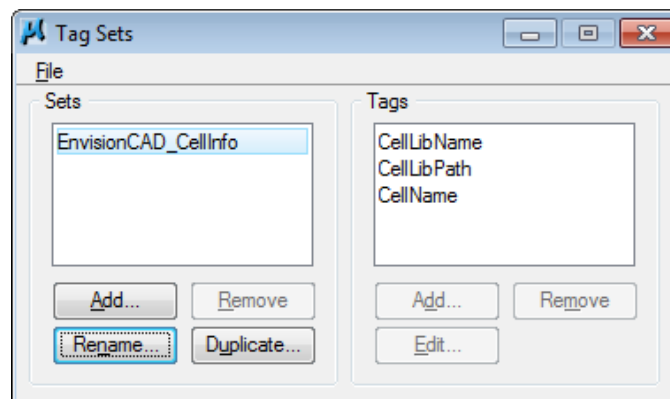 Tag Sets
File
Sets
EnvisionCAD_CellInfo
Add...
Remove
Rename...
Duplicate...
Tags
CellLibName
CellLibPath
CellName
Add...
Remove
Edit...